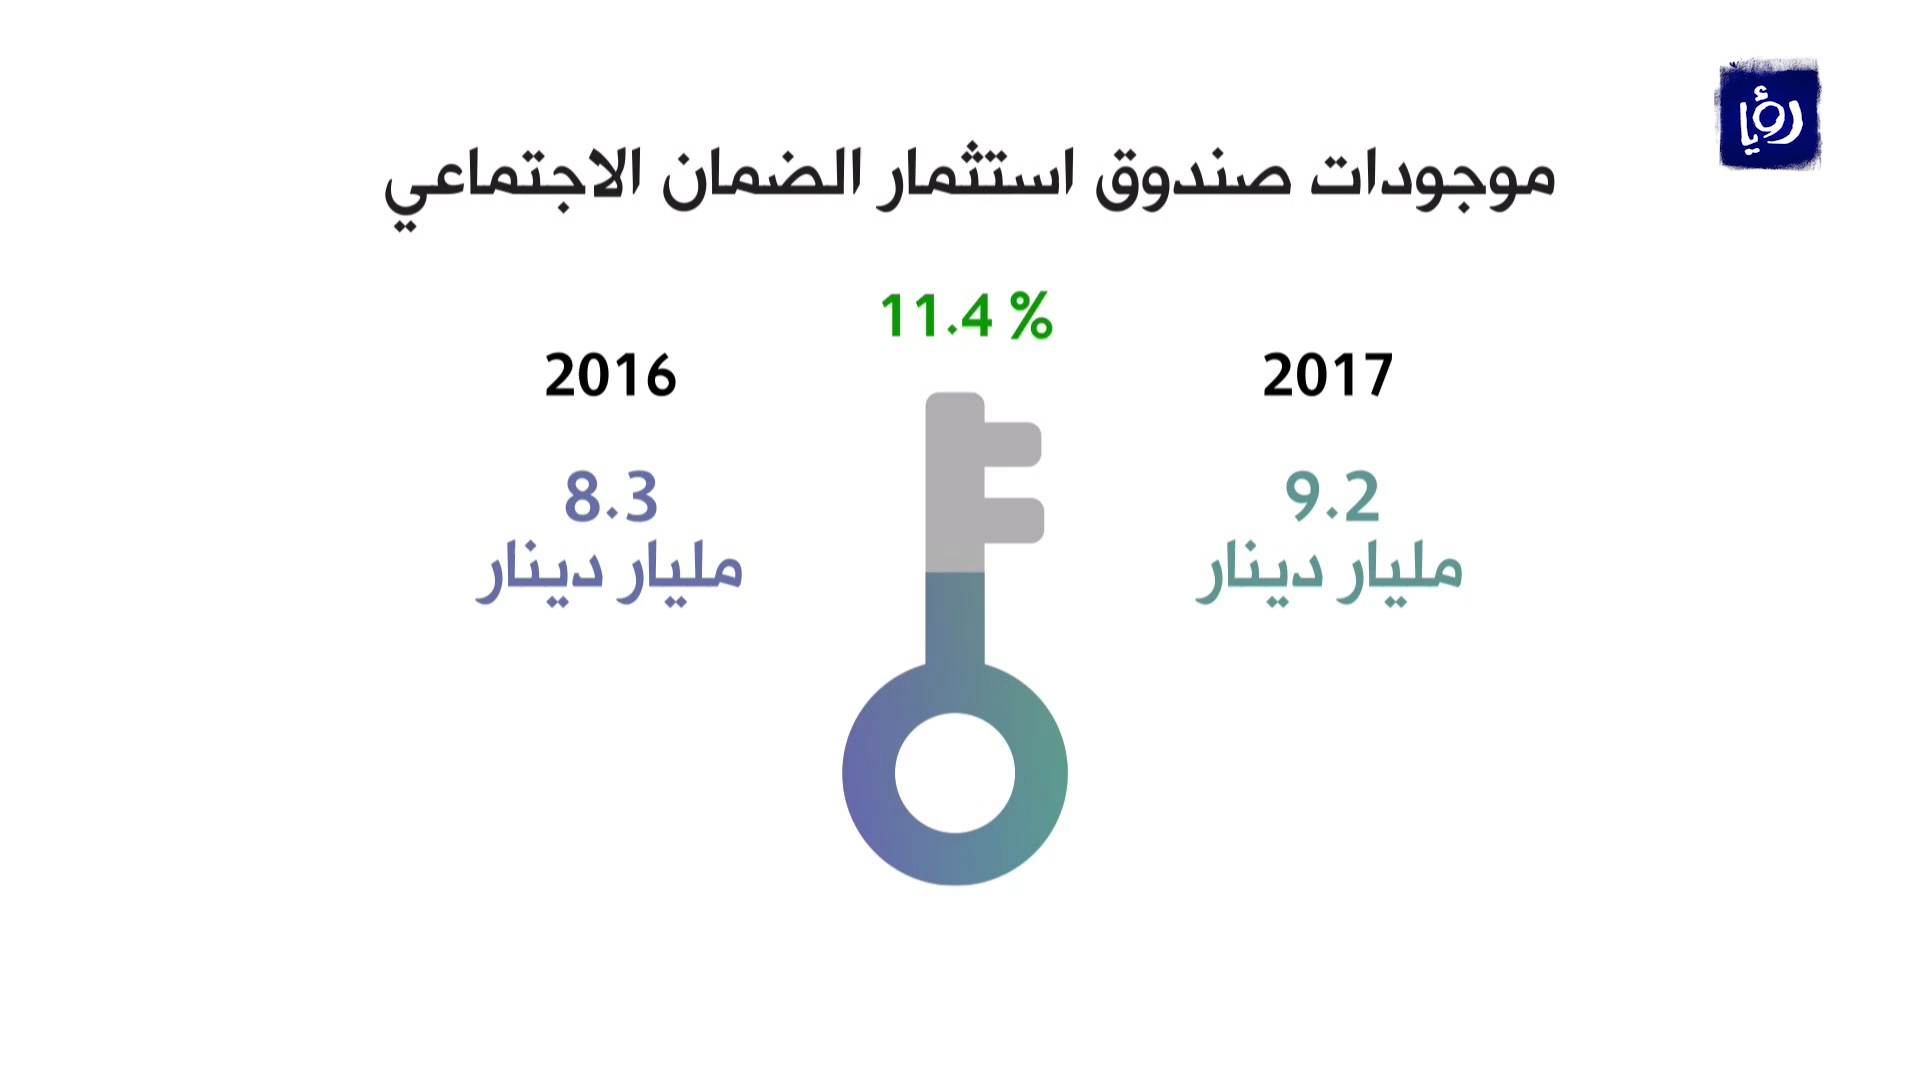 رؤيا
موجودات صندوق استثمار الضمان الاجتماعي
11.4 %
2017
9.2
مليار دينار
2016
8.3
مليار دينار